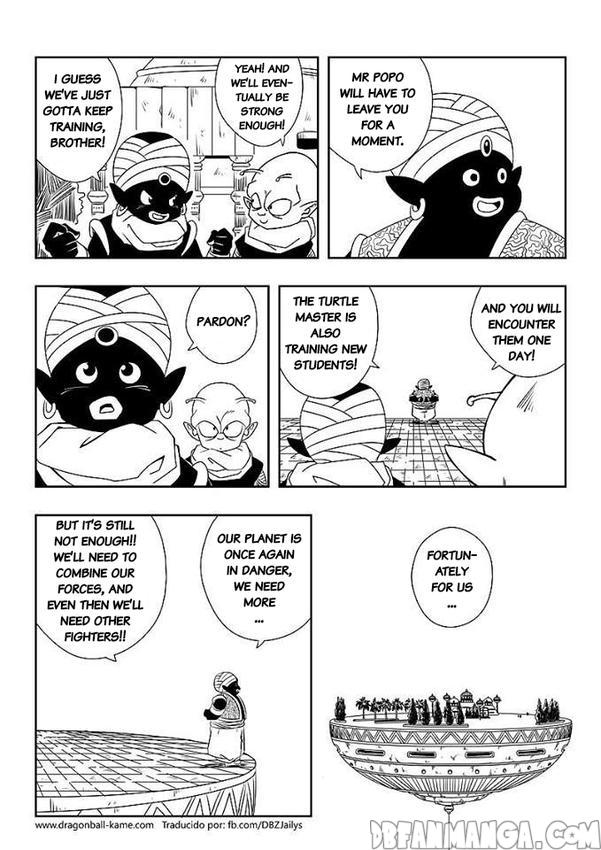 I GUESS
WE'VE JUST
GOTTA KEEP
TRAINING,
BROTHER!
YEAH! AND
WE'LL EVEN-
TUALLY BE
STRONG
ENOUGH!
MR POPO
WILL HAVE TO
LEAVE YOU
FOR A
MOMENT.
PARDON?
THE TURTLE
MASTER IS
ALSO
TRAINING NEW
STUDENTS!
AND YOU WILL
ENCOUNTER
THEM ONE
DAY!
BUT IT'S STILL
NOT ENOUGH!!
WE'LL NEED TO
COMBINE OUR
FORCES, AND
EVEN THEN WE'LL
NEED OTHER
FIGHTERS!!
OUR PLANET IS
ONCE AGAIN
IN DANGER,
WE NEED
MORE
...
FORTUN-
ATELY
FOR US
...
www.dragonball-kame.com Traducido por: fb.com/DBZJailys
DBFANMANGA.COM